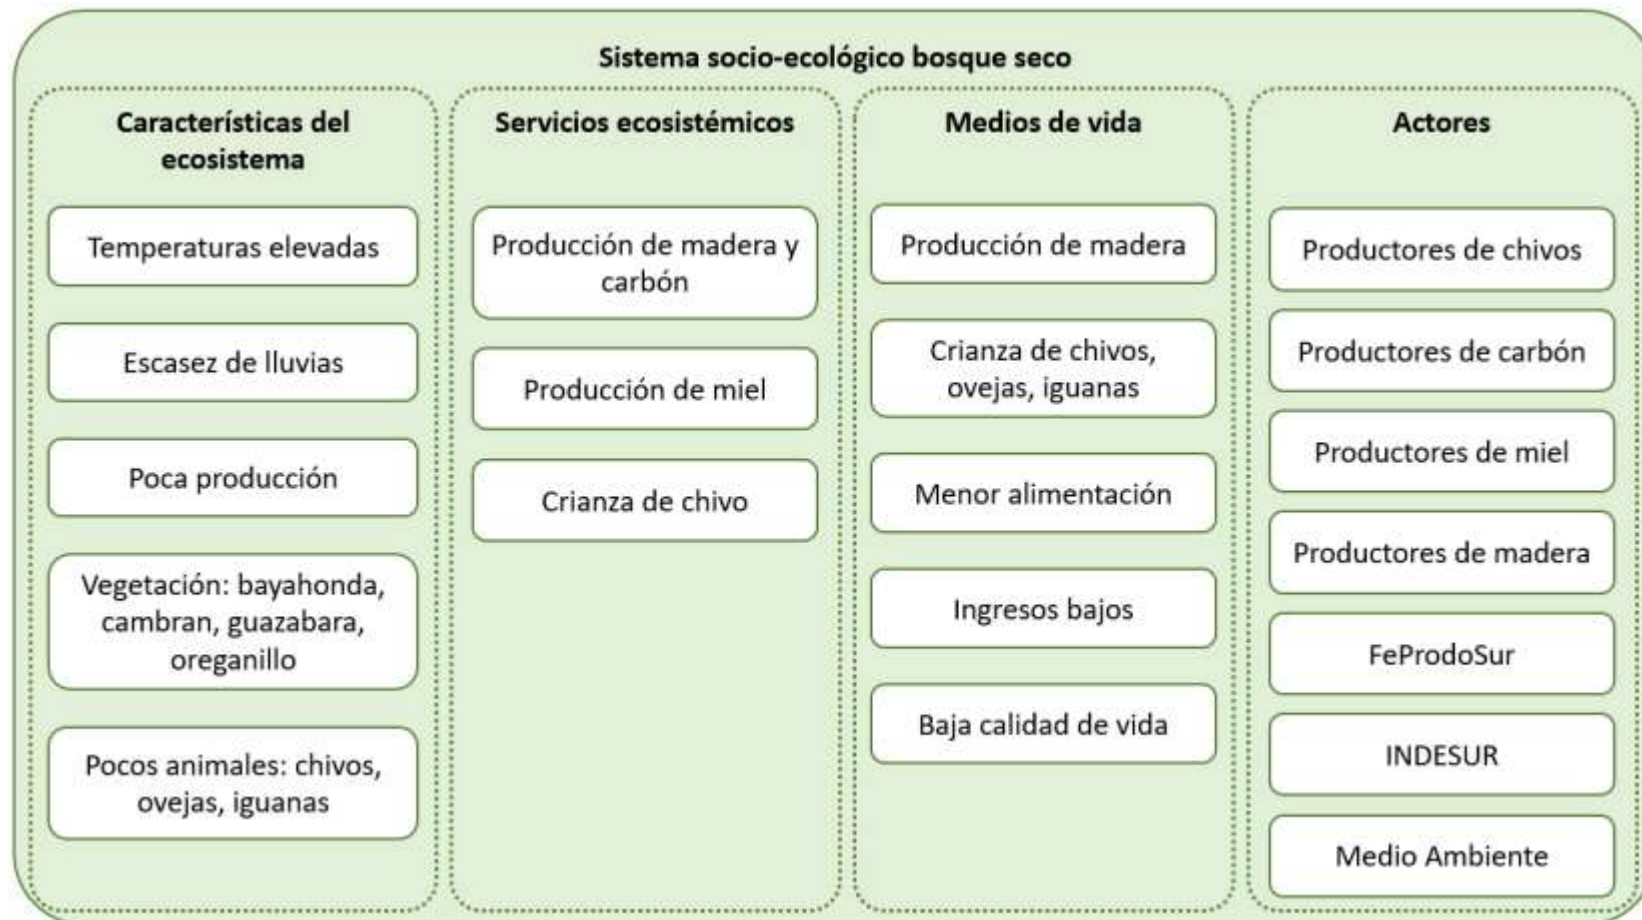 Sistema socio-ecológico bosque seco
Características del
ecosistema
Temperaturas elevadas
Escasez de lluvias
Poca producción
Vegetación: bayahonda,
cambran, guazabara,
oreganillo
Pocos animales: chivos,
ovejas, iguanas
Servicios ecosistémicos
Producción de madera y
carbón
Producción de miel
Crianza de chivo
Medios de vida
Producción de madera
Crianza de chivos,
ovejas, iguanas
Menor alimentación
Ingresos bajos
Baja calidad de vida
Actores
Productores de chivos
Productores de carbón
Productores de miel
Productores de madera
FeProdoSur
INDESUR
Medio Ambiente